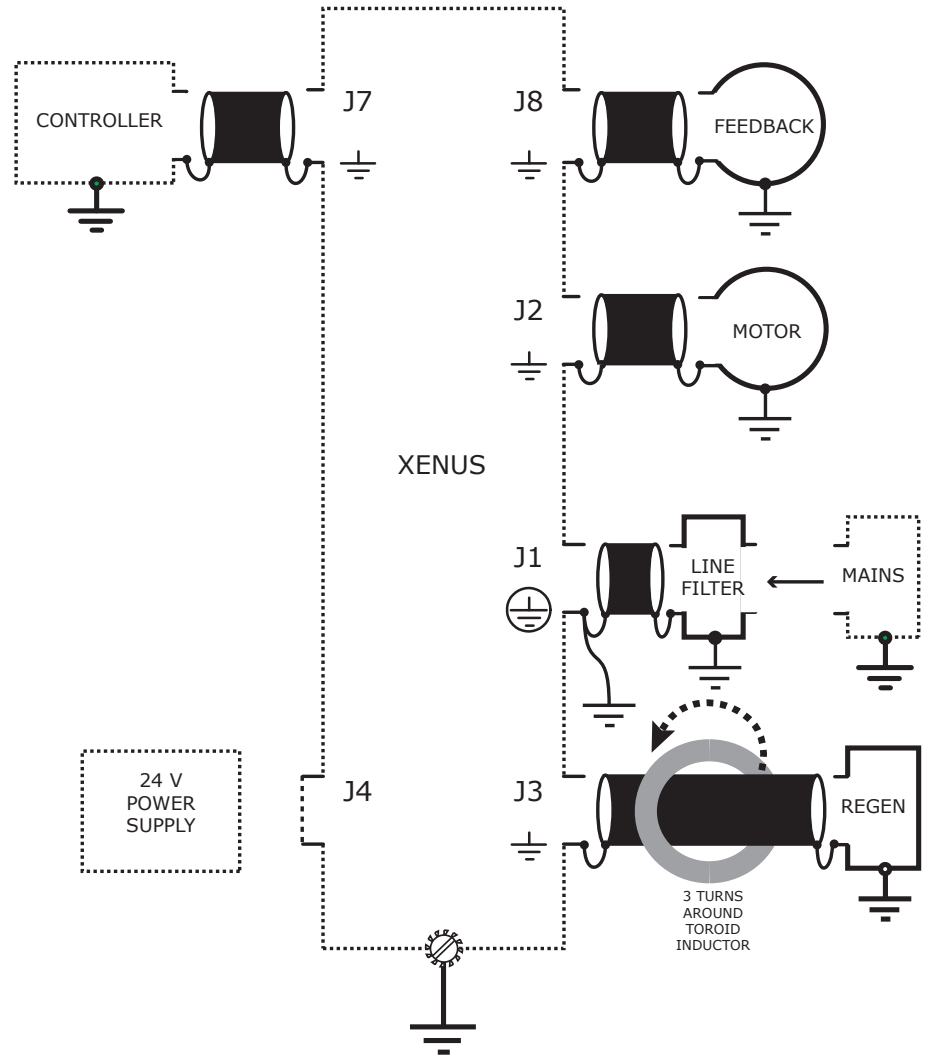 CONTROLLER
J7
J8
FEEDBACK
J2
MOTOR
XENUS
J1
LINE
FILTER
MAINS
24 V
POWER
SUPPLY
J4
J3
REGEN
3 TURNS
AROUND
TOROID
INDUCTOR